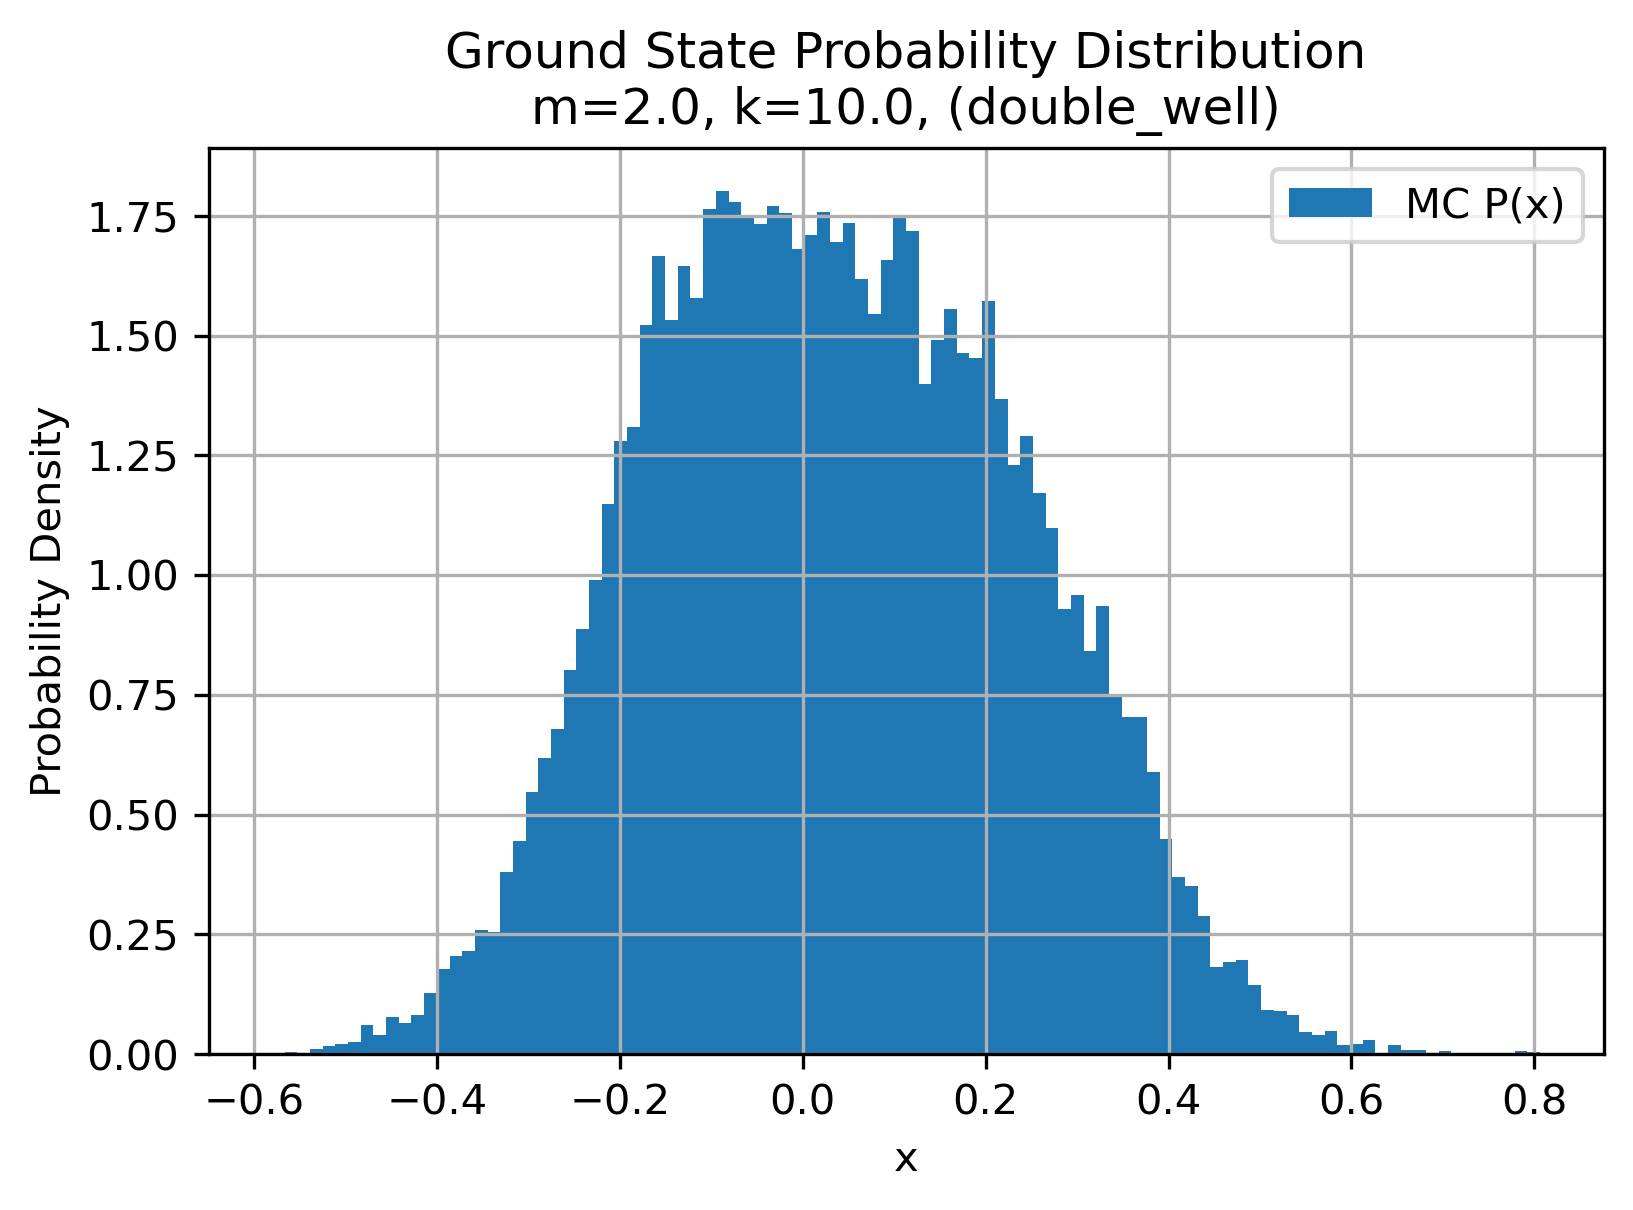 Ground State Probability Distribution
m=2.0, k=10.0, (double_well)
MC P(x)
Probability Density
1.75
1.50
1.25
1.00
0.75
0.50
0.25
0.00
−0.6 −0.4 −0.2 0.0 0.2 0.4 0.6 0.8
x